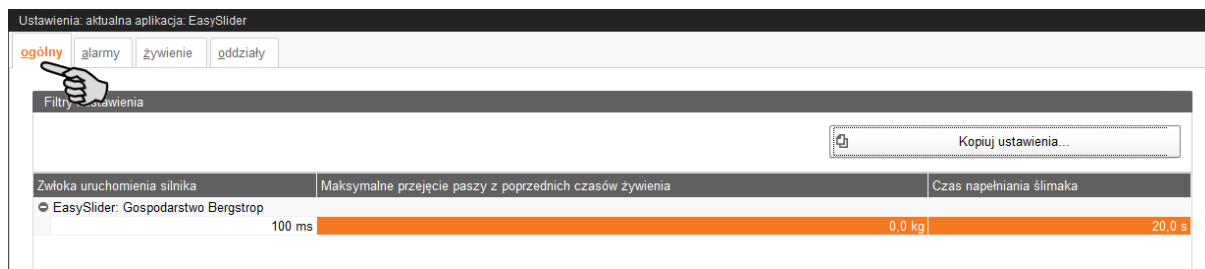 Ustawienia: aktualna aplikacja: EasySlider
ogólny alarmy żywienie oddziały
Filtry
Kopiuj ustawienia...
Zwłoka uruchomienia silnika Maksymalne przejęcie paszy z poprzednich czasów żywienia Czas napełniania ślimaka
EasySlider: Gospodarstwo Bergstrop
100 ms 0,0 kg 20,0 s